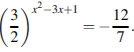 (3/2)^{x^2−3x+1} = −12/7.